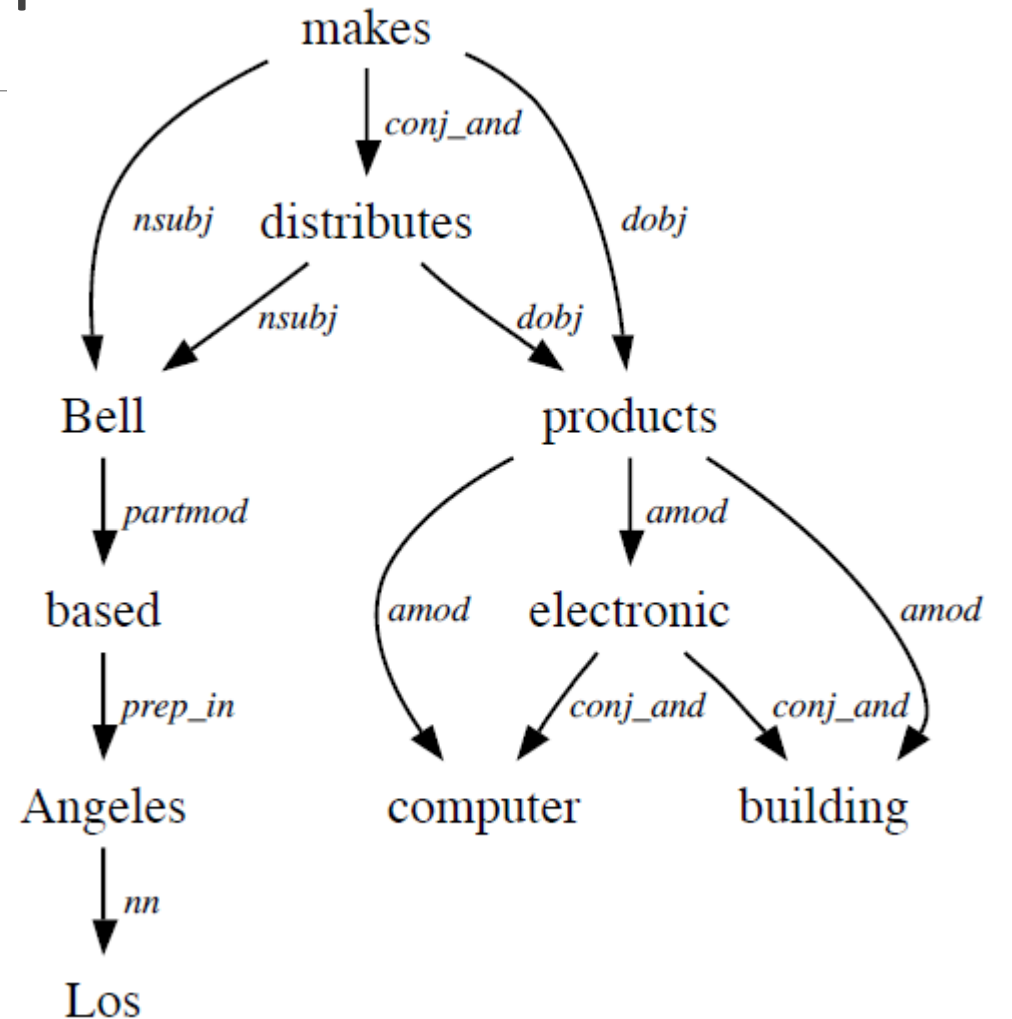 makes
conj_and
nsubj distributes dobj
nsubj dobj
Bell products
partmod amod
based amod electronic amod
prep_in conj_and conj_and
Angeles computer building
nn
Los